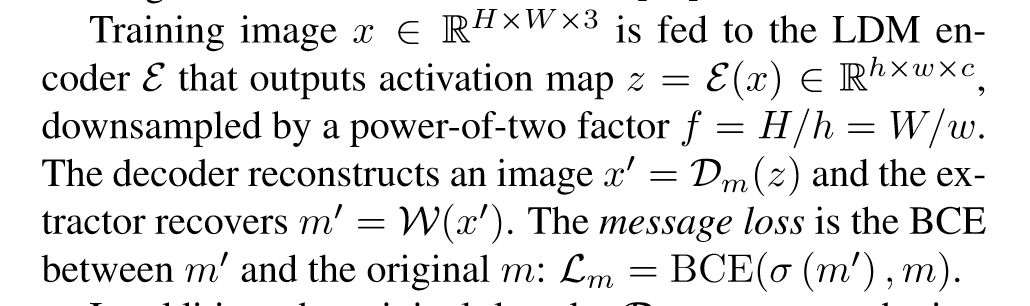 Training image x ∈ ℝ^{H×W×3} is fed to the LDM en-
coder ℰ that outputs activation map z = ℰ(x) ∈ ℝ^{h×w×c},
downsampled by a power-of-two factor f = H/h = W/w.
The decoder reconstructs an image x′ = 𝒟_m(z) and the ex-
tractor recovers m′ = 𝒲(x′). The message loss is the BCE
between m′ and the original m: ℒ_m = BCE(σ (m′) , m).